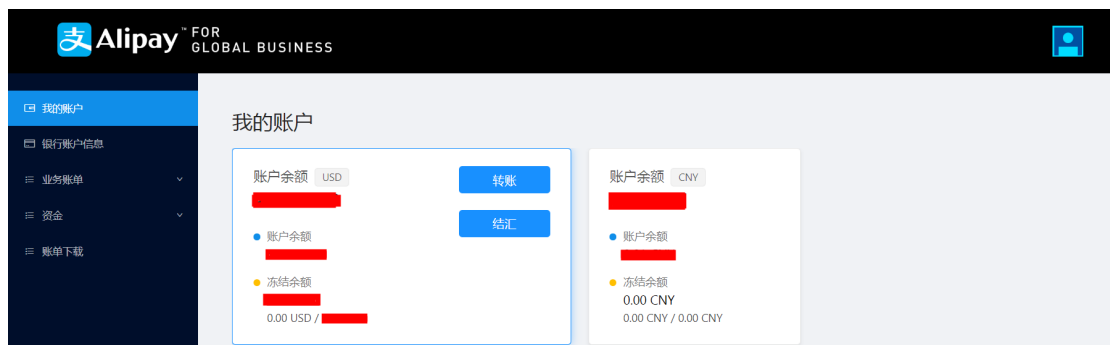 支 Alipay™ FOR
GLOBAL BUSINESS
我的账户
银行账户信息
业务账单
资金
账单下载
我的账户
账户余额 USD
转账
结汇
账户余额
冻结余额
0.00 USD /
账户余额 CNY
账户余额
冻结余额
0.00 CNY
0.00 CNY / 0.00 CNY